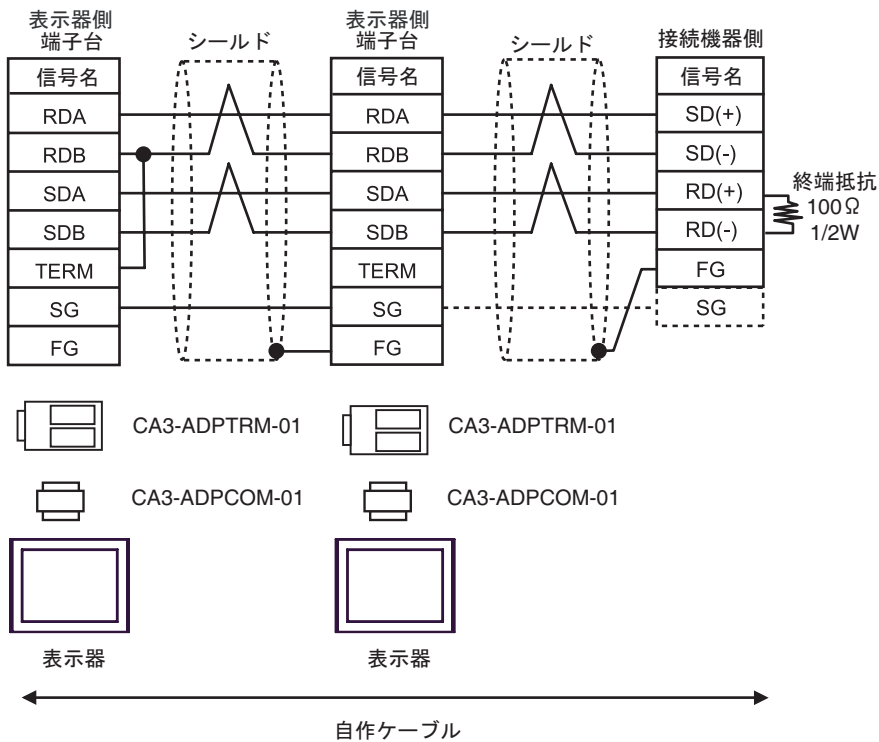 表示器側
端子台
シールド
表示器側
端子台
シールド
接続機器側
信号名
信号名
信号名
RDA
RDA
SD(+)
RDB
RDB
SD(-)
SDA
SDA
RD(+)
終端抵抗
100Ω
1/2W
SDB
SDB
RD(-)
TERM
TERM
FG
SG
SG
SG
FG
FG
CA3-ADPTRM-01
CA3-ADPTRM-01
CA3-ADPCOM-01
CA3-ADPCOM-01
表示器
表示器
自作ケーブル